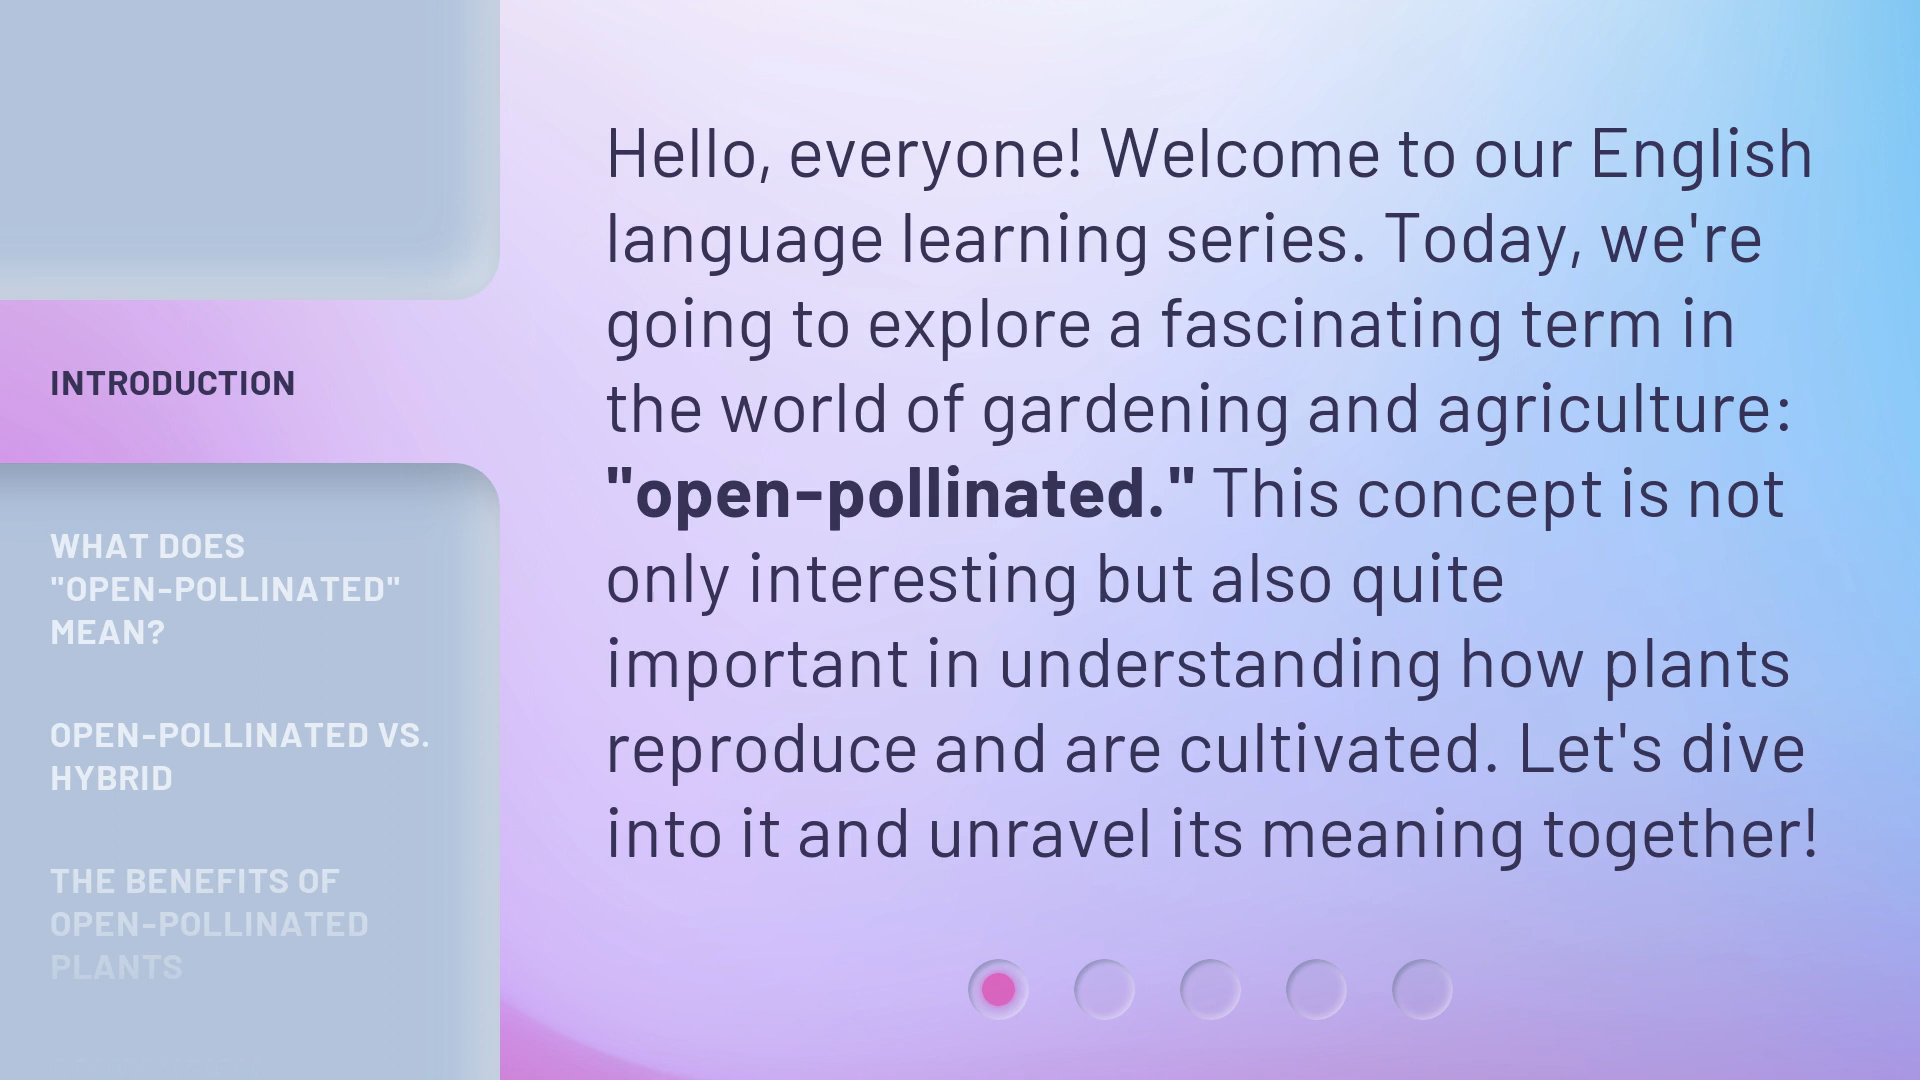 INTRODUCTION
WHAT DOES
"OPEN-POLLINATED"
MEAN?
OPEN-POLLINATED VS.
HYBRID
THE BENEFITS OF
OPEN-POLLINATED
PLANTS
Hello, everyone! Welcome to our English
language learning series. Today, we're
going to explore a fascinating term in
the world of gardening and agriculture:
"open-pollinated." This concept is not
only interesting but also quite
important in understanding how plants
reproduce and are cultivated. Let's dive
into it and unravel its meaning together!